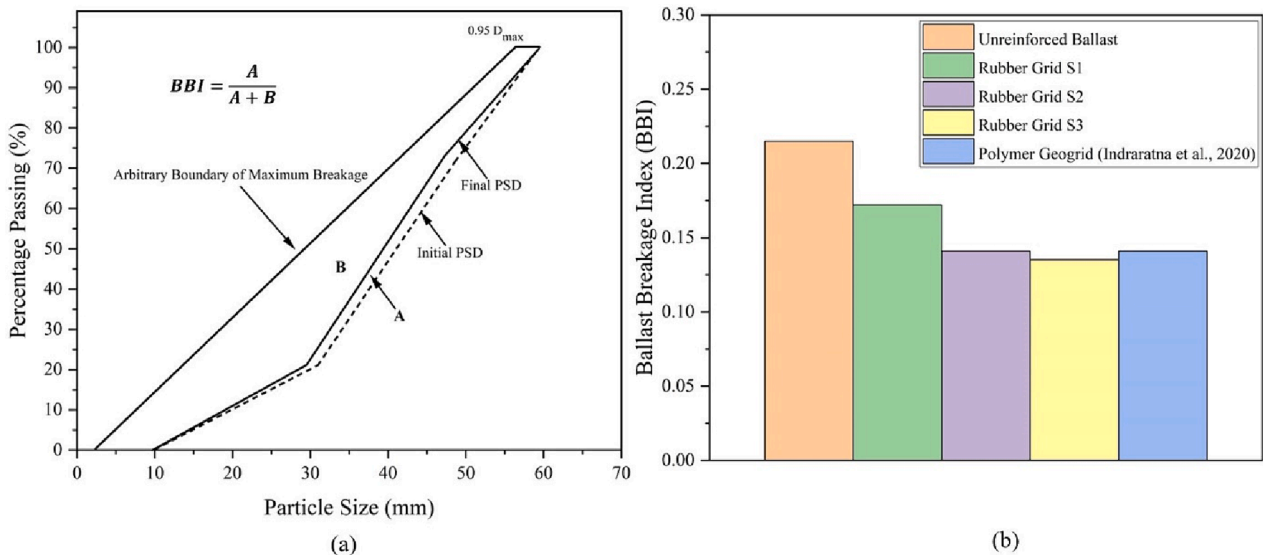 0.95 D_max
100
90
80
70
60
50
40
30
20
10
0
Percentage Passing (%)
BBI = A / (A + B)
Arbitrary Boundary of Maximum Breakage
Final PSD
Initial PSD
B
A
0 10 20 30 40 50 60 70
Particle Size (mm)
(a)
0.30
0.25
0.20
0.15
0.10
0.05
0.00
Ballast Breakage Index (BBI)
Unreinforced Ballast
Rubber Grid S1
Rubber Grid S2
Rubber Grid S3
Polymer Geogrid (Indraratna et al., 2020)
(b)